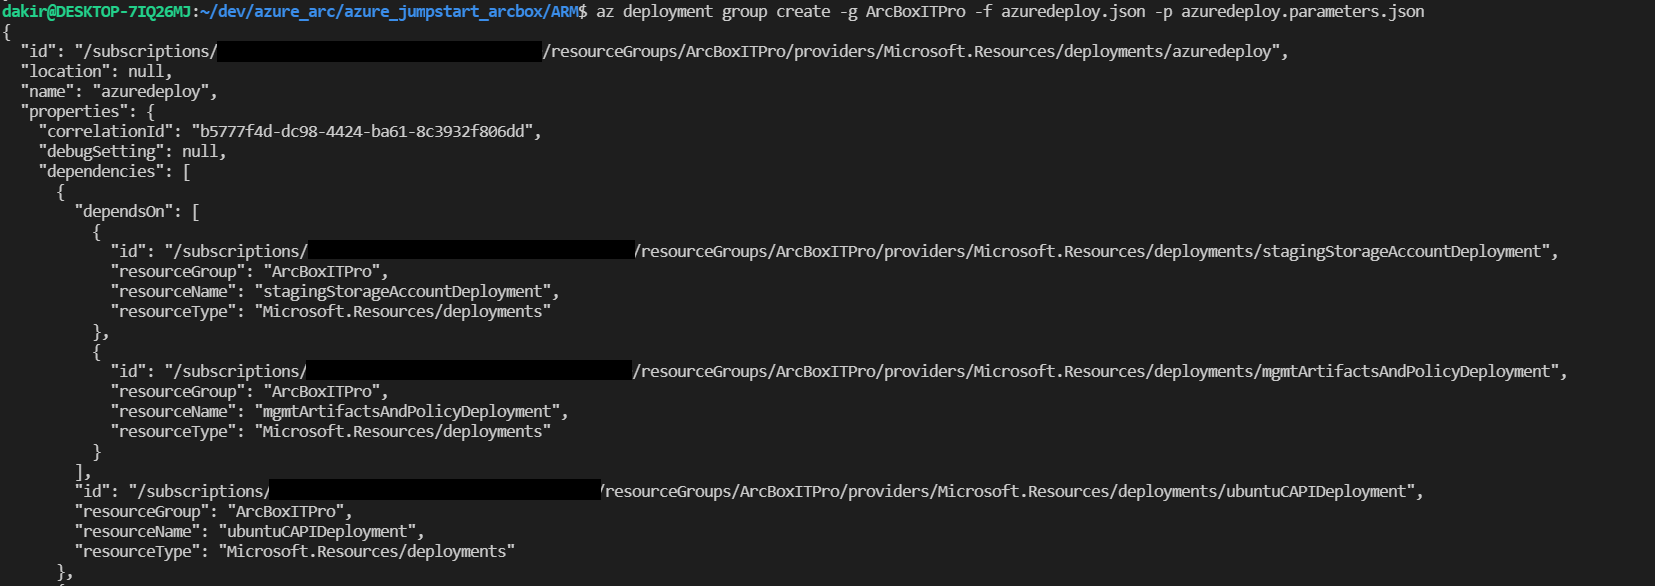 dakir@DESKTOP-7IQ26MJ:~/dev/azure_arc/azure_jumpstart_arcbox/ARM$ az deployment group create -g ArcBoxITPro -f azuredeploy.json -p azuredeploy.parameters.json
{
"id": "/subscriptions/ /resourceGroups/ArcBoxITPro/providers/Microsoft.Resources/deployments/azuredeploy",
"location": null,
"name": "azuredeploy",
"properties": {
"correlationId": "b5777f4d-dc98-4424-ba61-8c3932f806dd",
"debugSetting": null,
"dependencies": [
{
"dependsOn": [
{
"id": "/subscriptions/ /resourceGroups/ArcBoxITPro/providers/Microsoft.Resources/deployments/stagingStorageAccountDeployment",
"resourceGroup": "ArcBoxITPro",
"resourceName": "stagingStorageAccountDeployment",
"resourceType": "Microsoft.Resources/deployments"
},
{
"id": "/subscriptions/ /resourceGroups/ArcBoxITPro/providers/Microsoft.Resources/deployments/mgmtArtifactsAndPolicyDeployment",
"resourceGroup": "ArcBoxITPro",
"resourceName": "mgmtArtifactsAndPolicyDeployment",
"resourceType": "Microsoft.Resources/deployments"
}
],
"id": "/subscriptions/ /resourceGroups/ArcBoxITPro/providers/Microsoft.Resources/deployments/ubuntuCAPIDeployment",
"resourceGroup": "ArcBoxITPro",
"resourceName": "ubuntuCAPIDeployment",
"resourceType": "Microsoft.Resources/deployments"
},